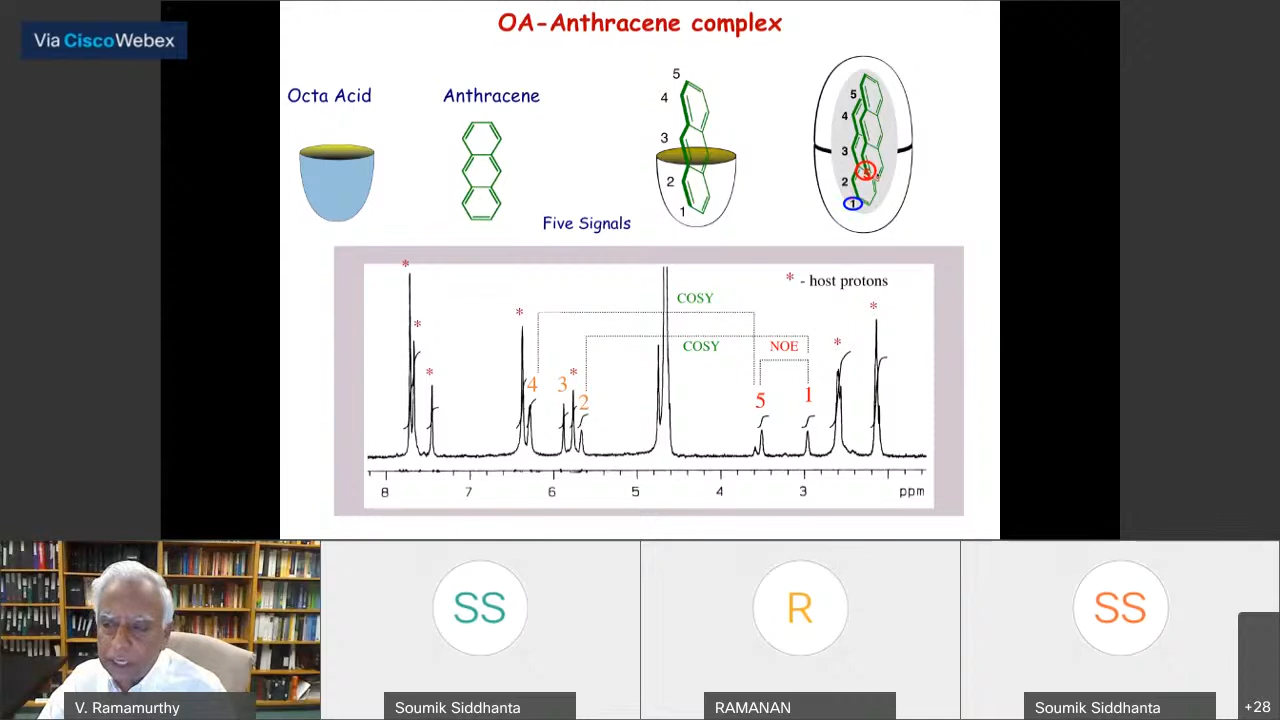 OA-Anthracene complex
Via Cisco Webex
Octa Acid
Anthracene
5
4
3
2
1
5
4
3
2
5
1
Five Signals
*
* - host protons
*
COSY
*
*
*
COSY
NOE
*
*
*
4
3
2
5
1
8
7
6
5
4
3
ppm
SS
R
SS
V. Ramamurthy
Soumik Siddhanta
RAMANAN
Soumik Siddhanta
+28